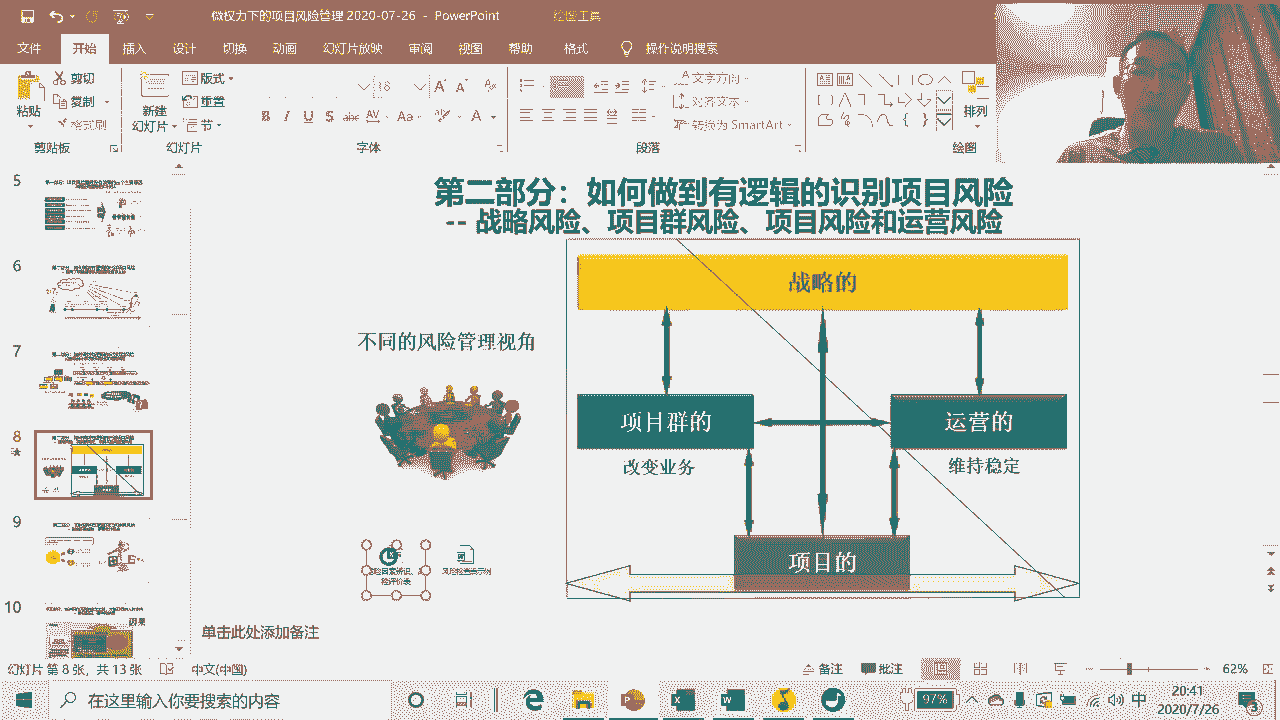 微权力下的项目风险管理 2020-07-26 - PowerPoint
绘图工具
文件 开始 插入 设计 切换 动画 幻灯片放映 审阅 视图 帮助 格式 操作说明搜索
粘贴
剪切
复制
格式刷
剪贴板
新建
幻灯片
版式
重置
节
幻灯片
18
B I U S abc AV Aa A
字体
文字方向
对齐文本
转换为 SmartArt
段落
排列
绘图
5
6
7
8
9
10
第二部分：如何做到有逻辑的识别项目风险
-- 战略风险、项目群风险、项目风险和运营风险
战略的
不同的风险管理视角
项目群的
运营的
改变业务
维持稳定
项目的
单击此处添加备注
幻灯片 第 8 张，共 13 张
中文(中国)
备注
批注
62%
在这里输入你要搜索的内容
97%
中
20:41
2020/7/26
3